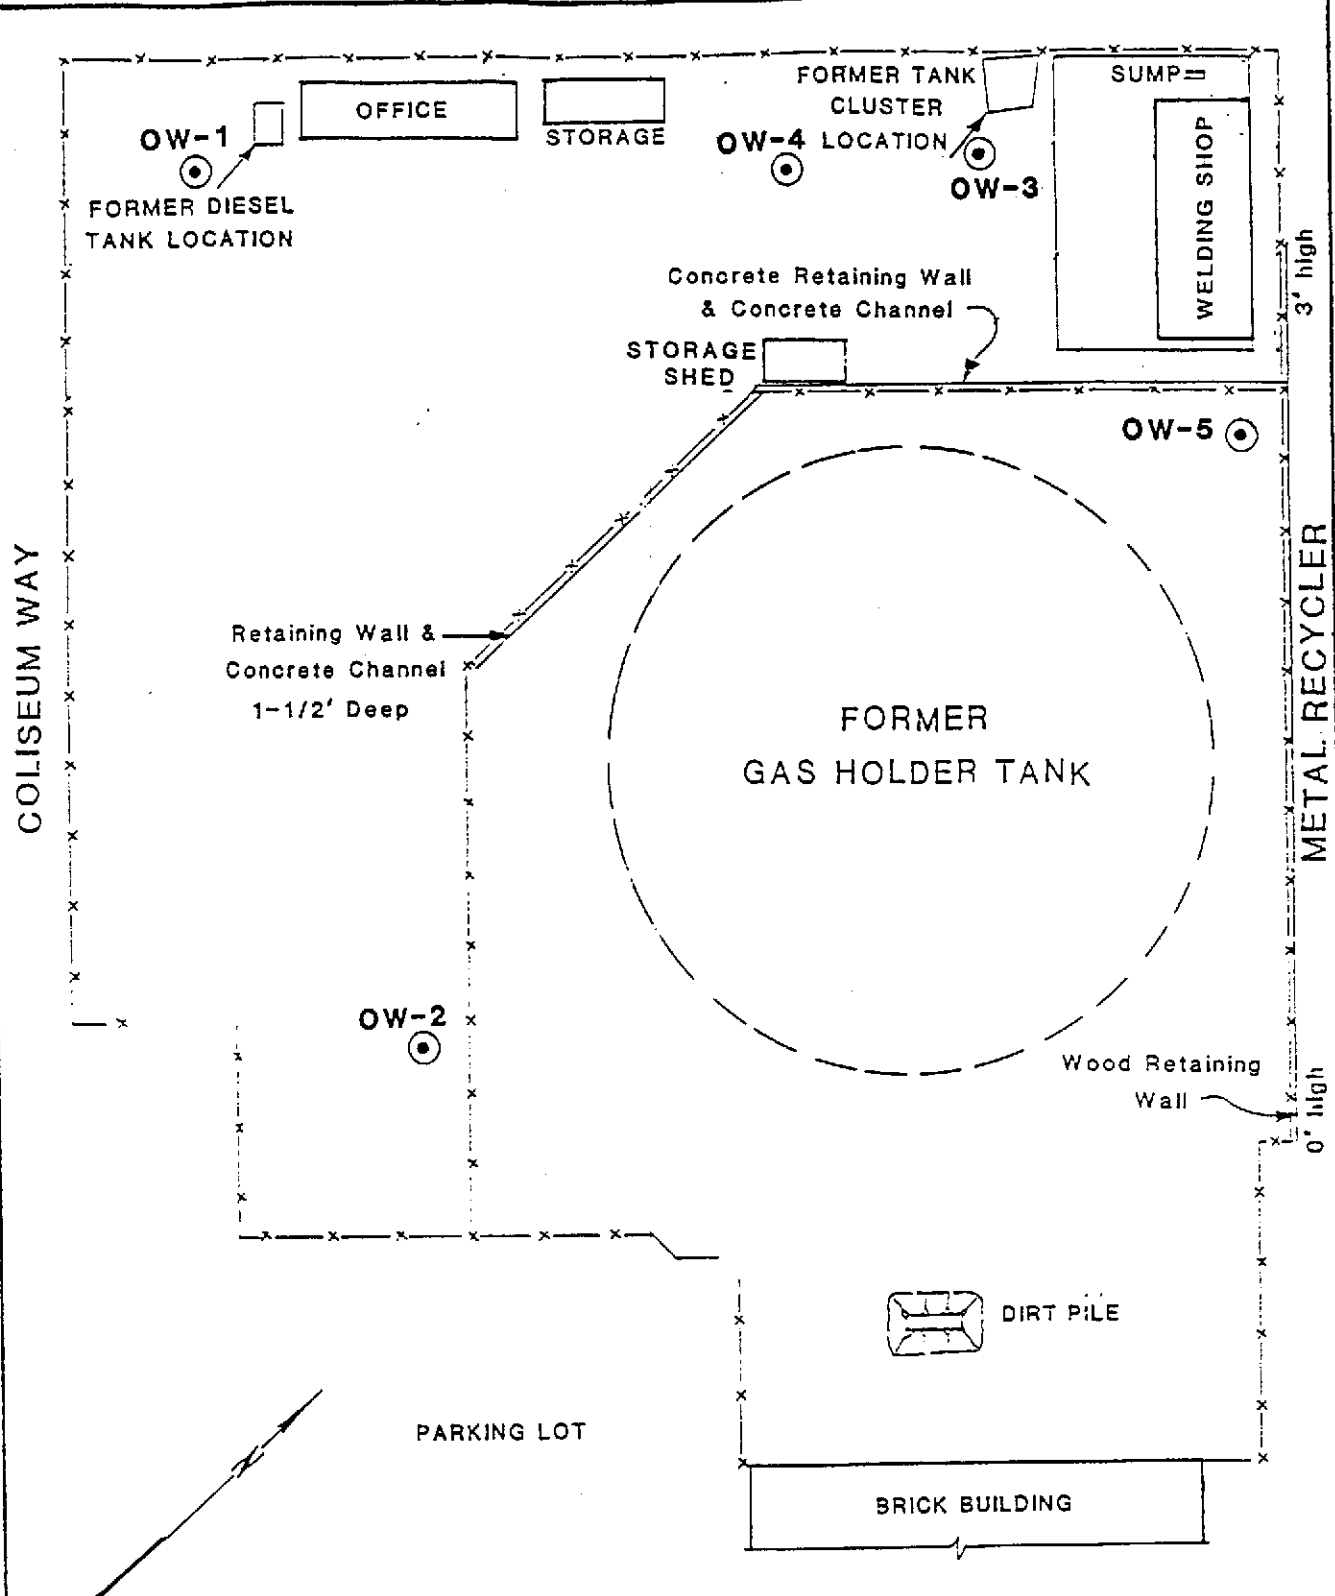 FORMER TANK
CLUSTER
LOCATION
SUMP
OFFICE
STORAGE
OW-1
OW-4
OW-3
WELDING SHOP
FORMER DIESEL
TANK LOCATION
3' high
Concrete Retaining Wall
& Concrete Channel
STORAGE
SHED
OW-5
COLISEUM WAY
METAL RECYCLER
Retaining Wall &
Concrete Channel
1-1/2' Deep
FORMER
GAS HOLDER TANK
OW-2
Wood Retaining
Wall
0' high
DIRT PILE
PARKING LOT
N
BRICK BUILDING